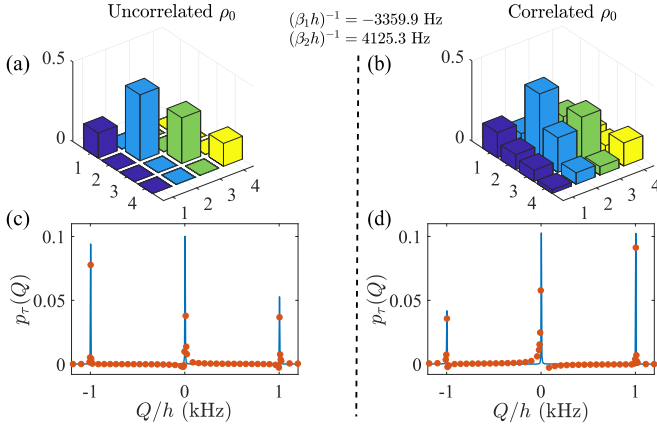 Uncorrelated ρ₀
(β₁h)⁻¹ = −3359.9 Hz
(β₂h)⁻¹ = 4125.3 Hz
Correlated ρ₀
(a)
0.5
0
1
2
3
4
1
2
3
4
(b)
0.5
0
1
2
3
4
1
2
3
4
(c)
0.1
0.05
0
p_τ(Q)
-1
0
1
Q/h (kHz)
(d)
0.1
0.05
0
p_τ(Q)
-1
0
1
Q/h (kHz)